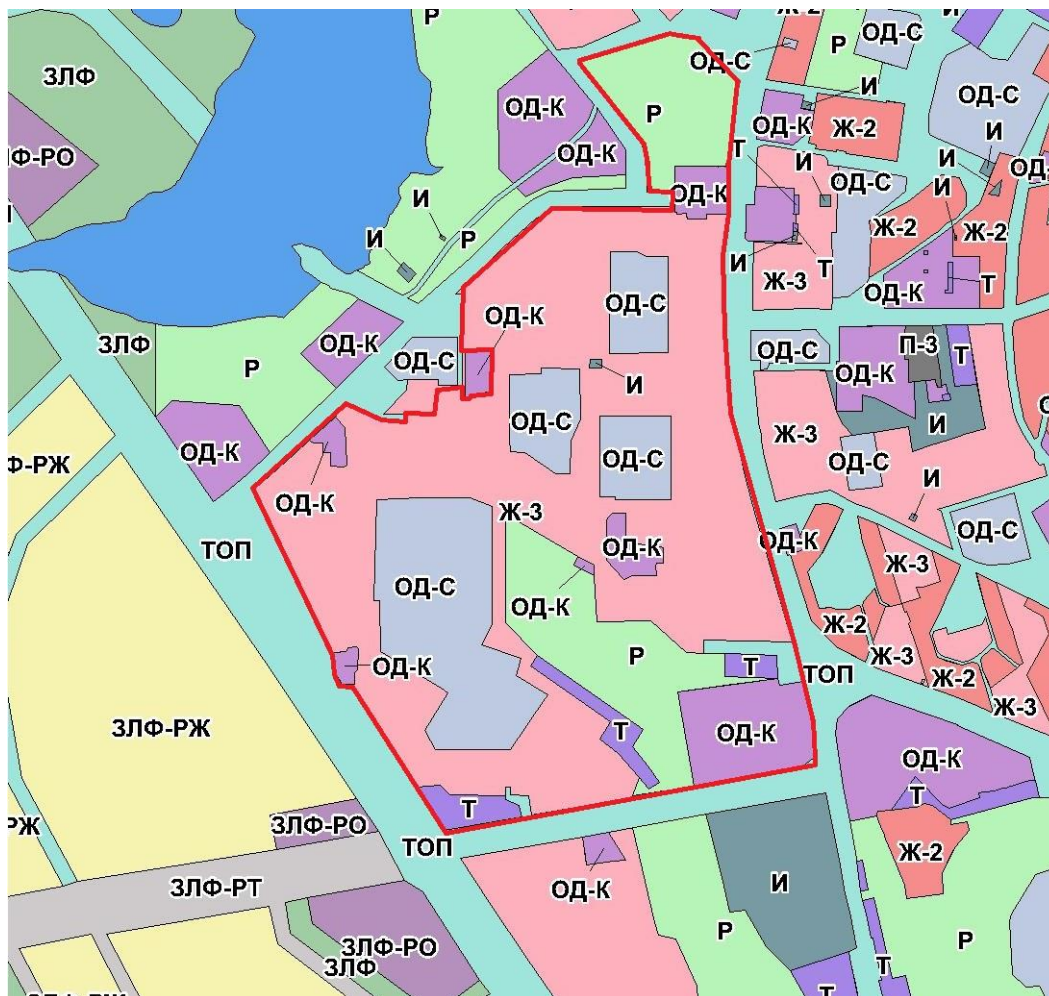 Р
Ж-2
И
ОД-С
Р
ЗЛФ
ОД-С
И
ОД-С
ОД-К
Р
ОД-К
Ж-2
И
Ф-РО
ОД-К
Т
И
И
ОД-К
ОД-С
И
ОД-К
И
Р
Ж-2
Ж-2
И
И
Т
Ж-3
ОД-К
Т
ОД-С
ОД-К
ЗЛФ
ОД-К
ОД-С
ОД-С
П-3
Т
Р
И
ОД-К
ОД-С
Ж-3
И
ОД-К
ОД-С
ОД-С
Ф-РЖ
И
ОД-К
Ж-3
ОД-С
ТОП
ОД-К
ОД-К
Ж-3
ОД-С
ОД-К
Ж-2
Р
ОД-К
Ж-3
ТОП
Т
Ж-2
Ж-3
ЗЛФ-РЖ
Т
ОД-К
ОД-К
Т
Т
РЖ
ЗЛФ-РО
ТОП
Ж-2
ЗЛФ-РТ
ОД-К
И
ЗЛФ-РО
Р
Р
ЗЛФ
Т
Т